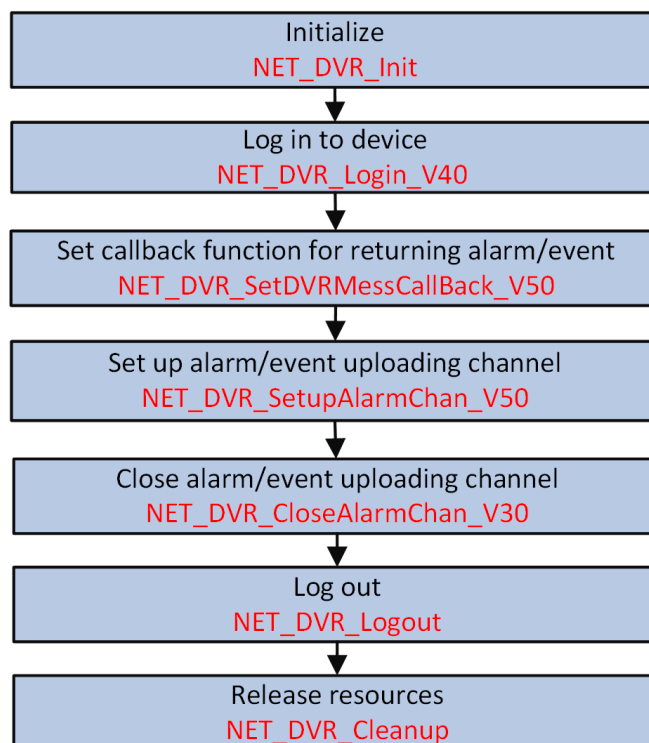 Initialize
NET_DVR_Init
Log in to device
NET_DVR_Login_V40
Set callback function for returning alarm/event
NET_DVR_SetDVRMessCallBack_V50
Set up alarm/event uploading channel
NET_DVR_SetupAlarmChan_V50
Close alarm/event uploading channel
NET_DVR_CloseAlarmChan_V30
Log out
NET_DVR_Logout
Release resources
NET_DVR_Cleanup